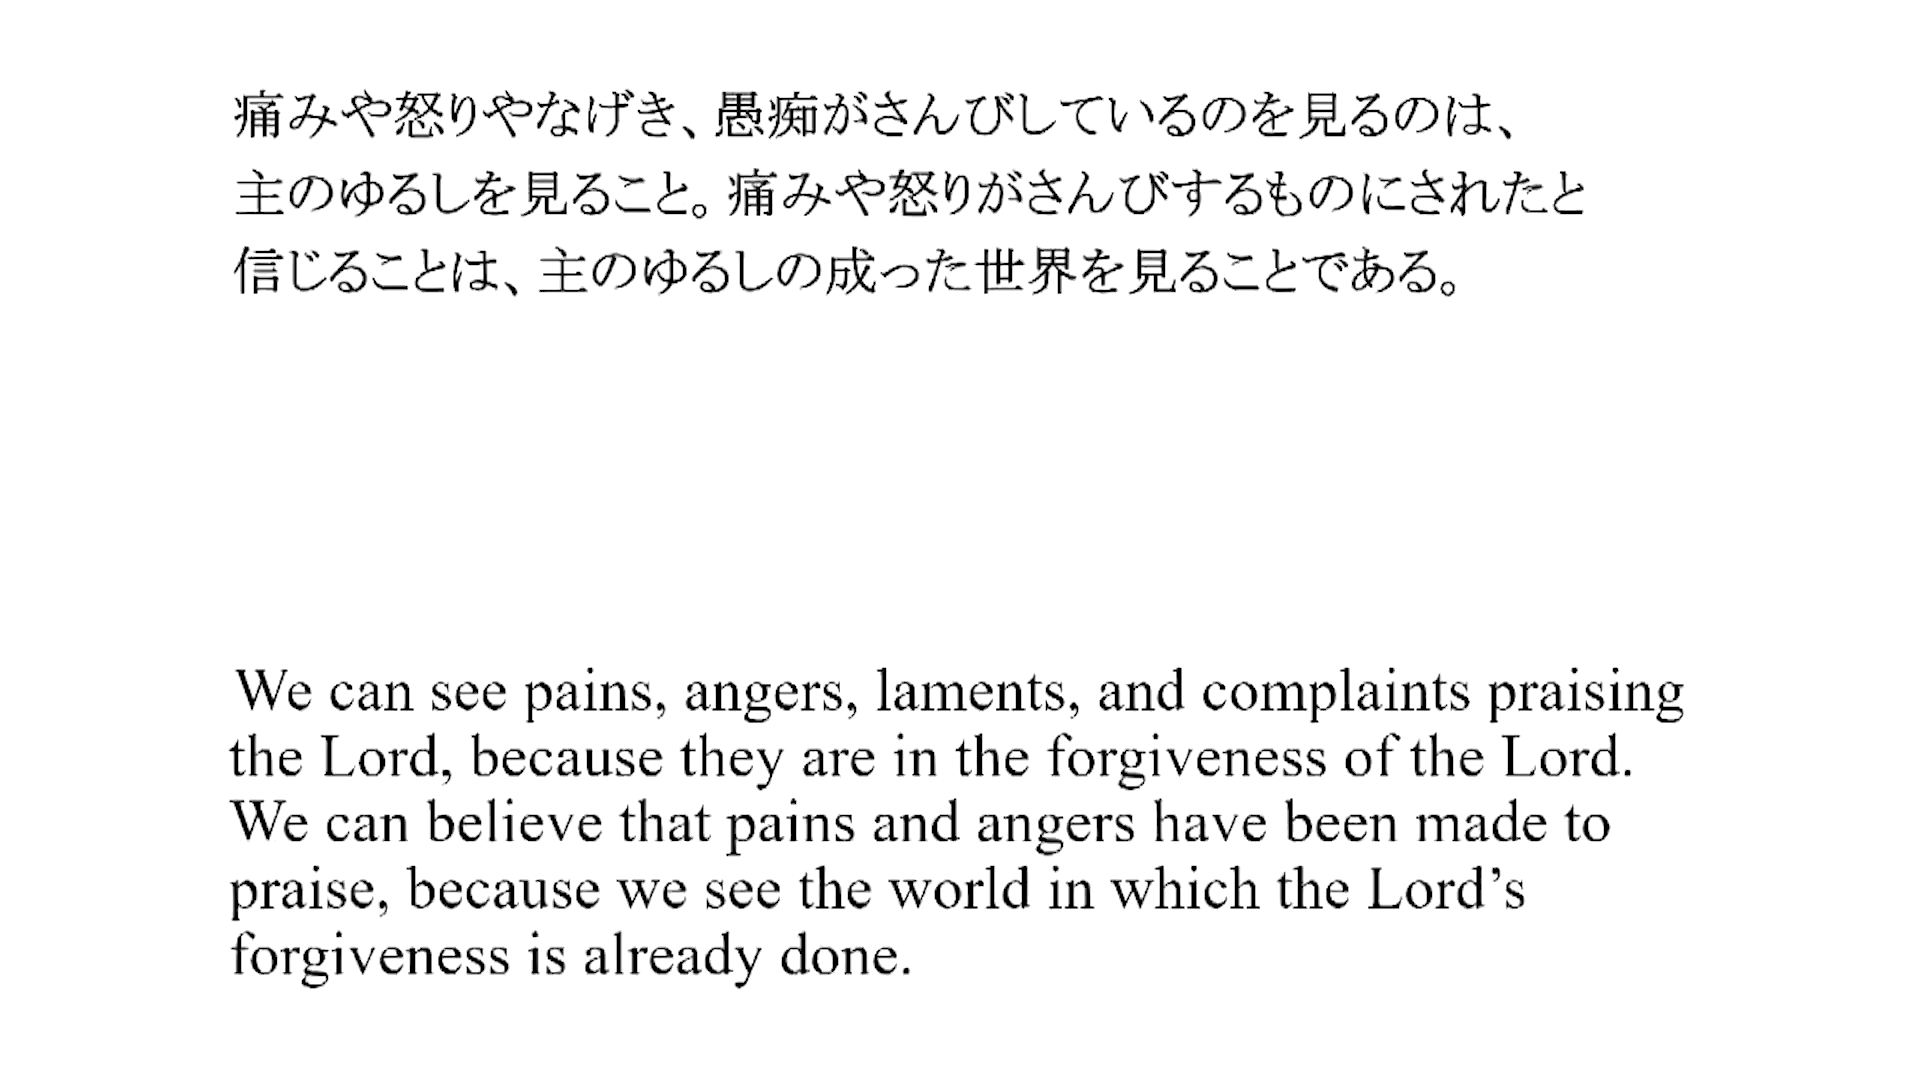 痛みや怒りやなげき、愚痴がさんびしているのを見るのは、
主のゆるしを見ること。痛みや怒りがさんびするものにされたと
信じることは、主のゆるしの成った世界を見ることである。
We can see pains, angers, laments, and complaints praising
the Lord, because they are in the forgiveness of the Lord.
We can believe that pains and angers have been made to
praise, because we see the world in which the Lord’s
forgiveness is already done.